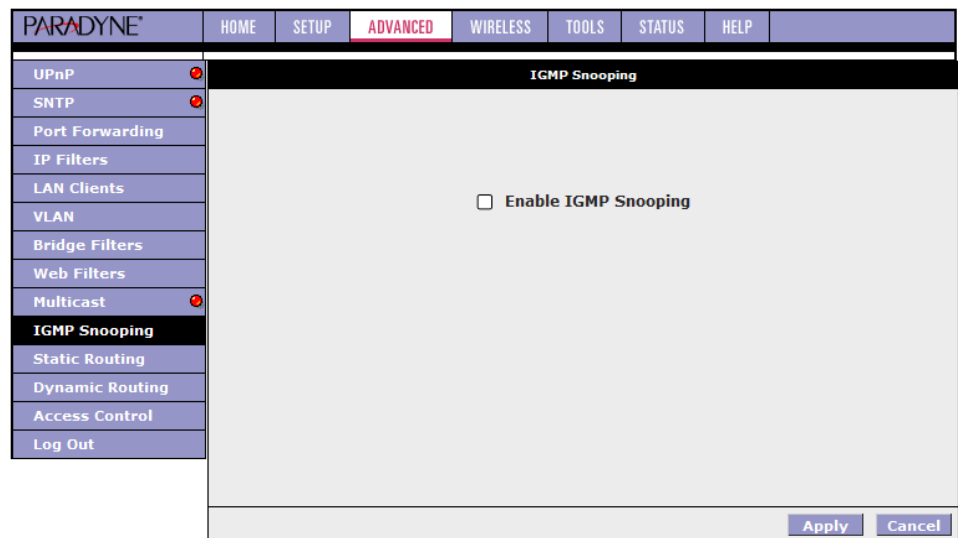 PARADYNE®
HOME SETUP ADVANCED WIRELESS TOOLS STATUS HELP
UPnP
SNTP
Port Forwarding
IP Filters
LAN Clients
VLAN
Bridge Filters
Web Filters
Multicast
IGMP Snooping
Static Routing
Dynamic Routing
Access Control
Log Out
IGMP Snooping
Enable IGMP Snooping
Apply Cancel